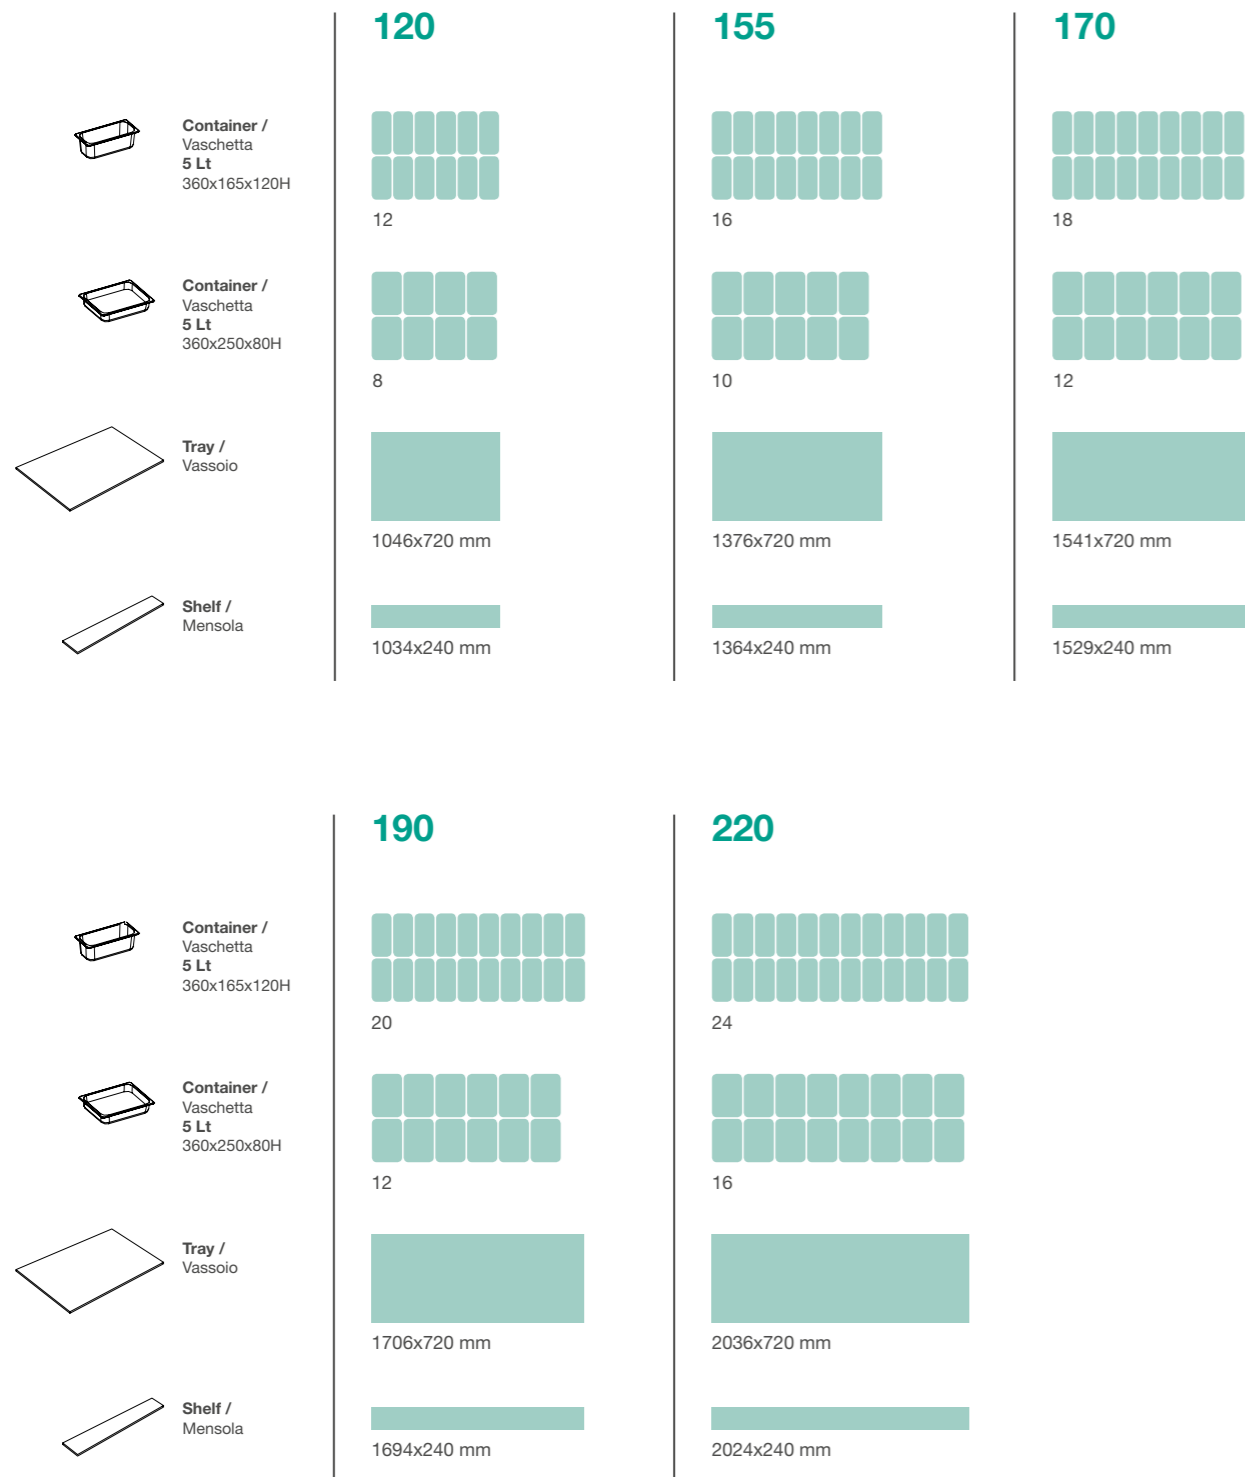 120
155
170
Container /
Vaschetta
5 Lt
360x165x120H
12
16
18
Container /
Vaschetta
5 Lt
360x250x80H
8
10
12
Tray /
Vassoio
1046x720 mm
1376x720 mm
1541x720 mm
Shelf /
Mensola
1034x240 mm
1364x240 mm
1529x240 mm
190
220
Container /
Vaschetta
5 Lt
360x165x120H
20
24
Container /
Vaschetta
5 Lt
360x250x80H
12
16
Tray /
Vassoio
1706x720 mm
2036x720 mm
Shelf /
Mensola
1694x240 mm
2024x240 mm